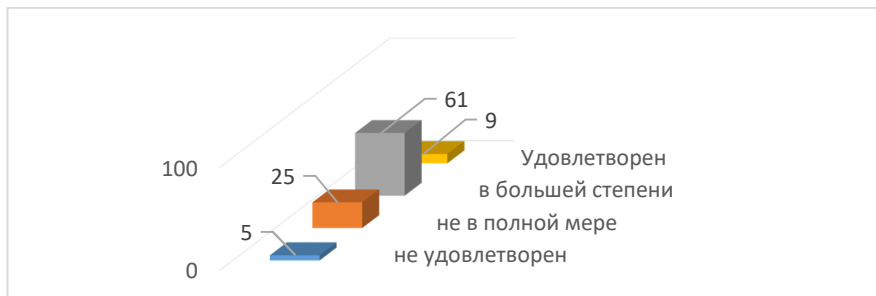 61
9
100
Удовлетворен
25
в большей степени
5
не в полной мере
не удовлетворен
0